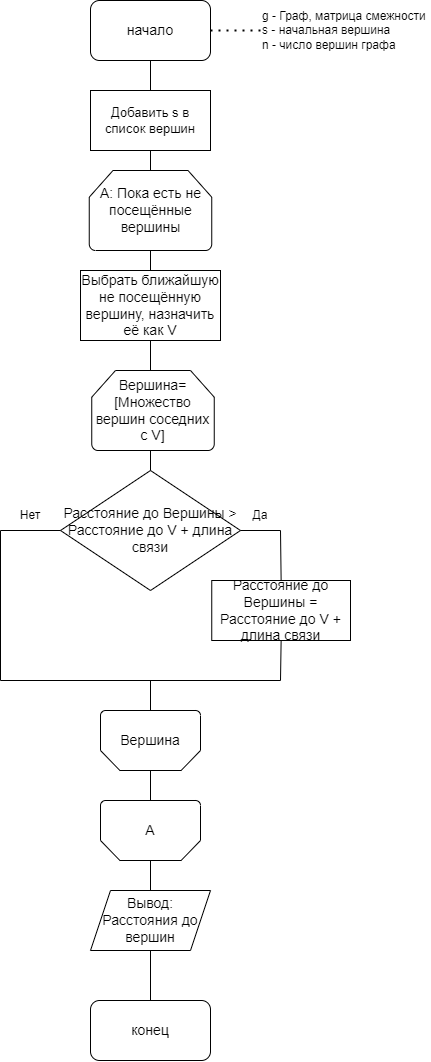 начало
g - Граф, матрица смежности
s - начальная вершина
n - число вершин графа
Добавить s в
список вершин
А: Пока есть не
посещённые
вершины
Выбрать ближайшую
не посещённую
вершину, назначить
её как V
Вершина=
[Множество
вершин соседних
с V]
Нет
Расстояние до Вершины >
Расстояние до V + длина
связи
Да
Расстояние до
Вершины =
Расстояние до V +
длина связи
Вершина
А
Вывод:
Расстояния до
вершин
конец